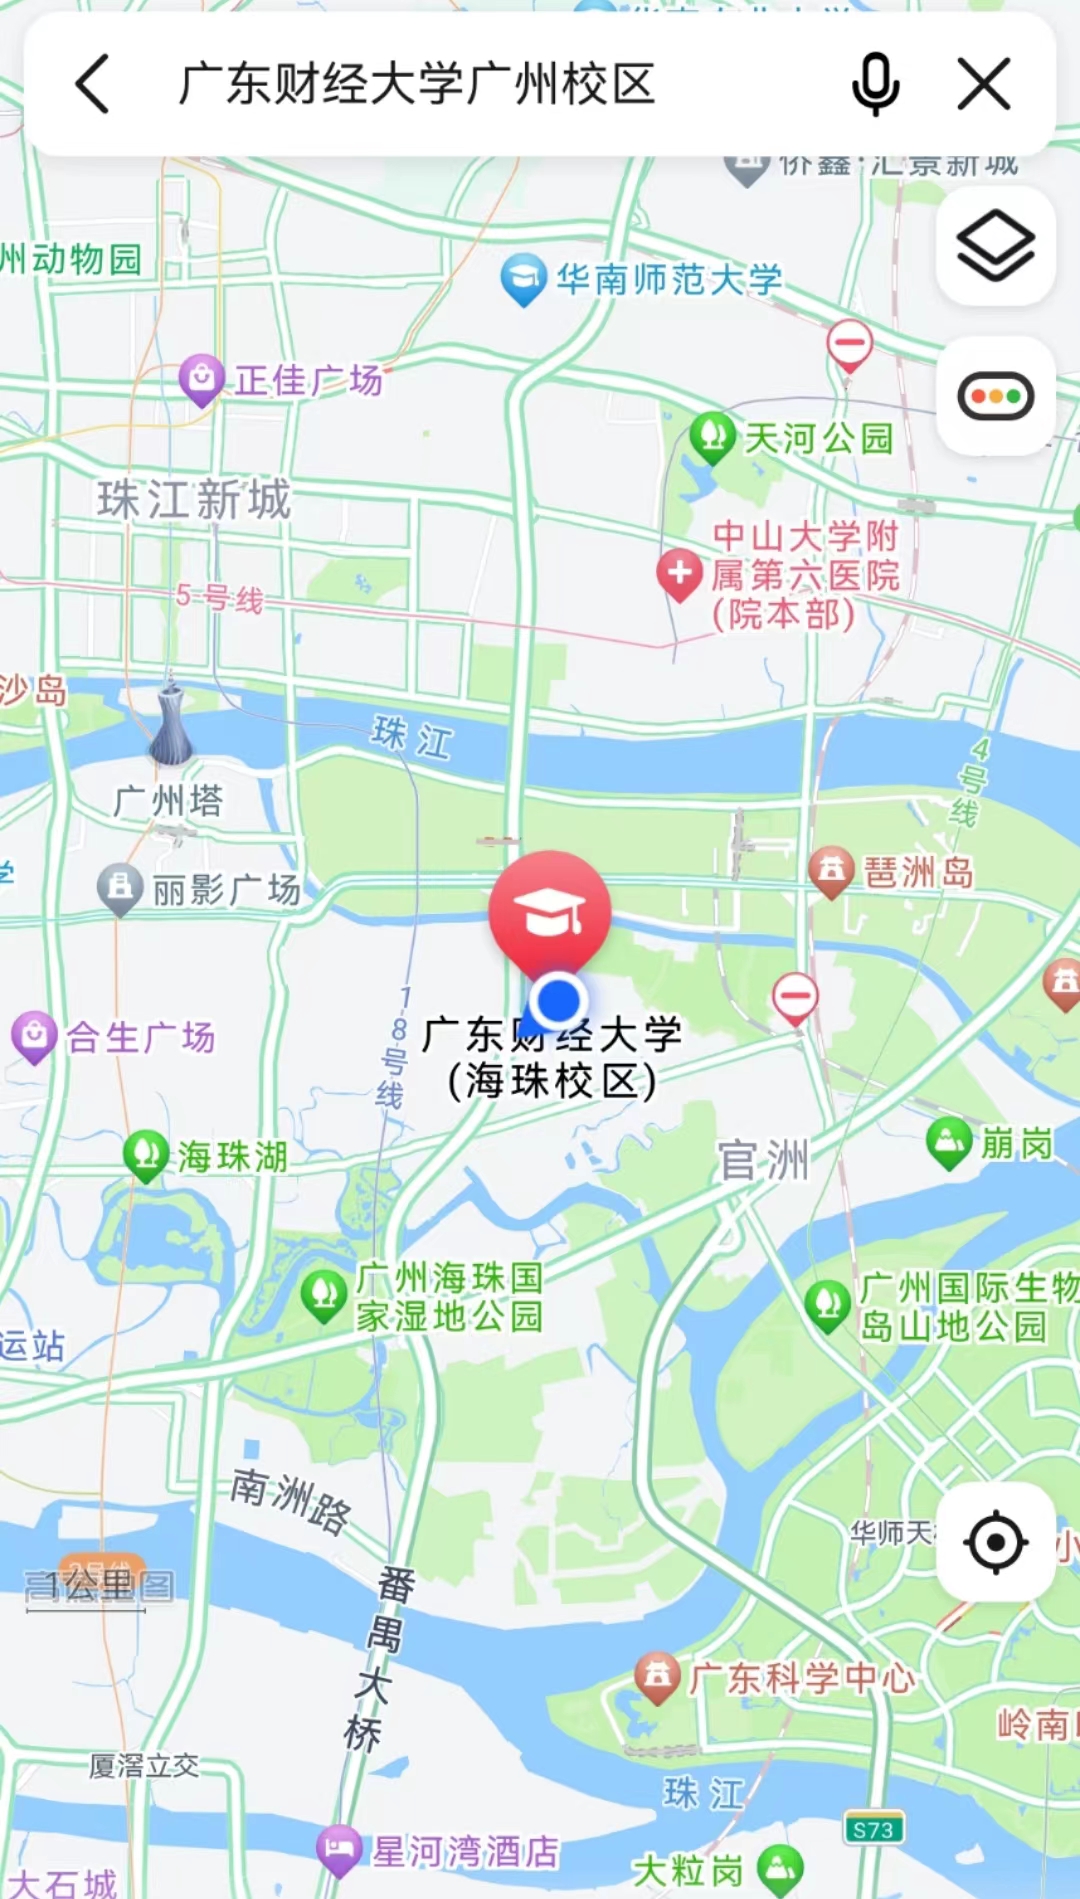 广东财经大学广州校区
侨鑫·汇景新城
州动物园
华南师范大学
正佳广场
天河公园
珠江新城
中山大学附
属第六医院
(院本部)
5号线
沙岛
珠江
4号线
广州塔
琶洲岛
丽影广场
18号线
广东财经大学
(海珠校区)
合生广场
海珠湖
官洲
崩岗
广州海珠国
家湿地公园
广州国际生物
岛山地公园
运站
南洲路
华师天
小
1公里
番禺大桥
广东科学中心
岭南
厦滘立交
珠江
S73
星河湾酒店
大粒岗
大石城